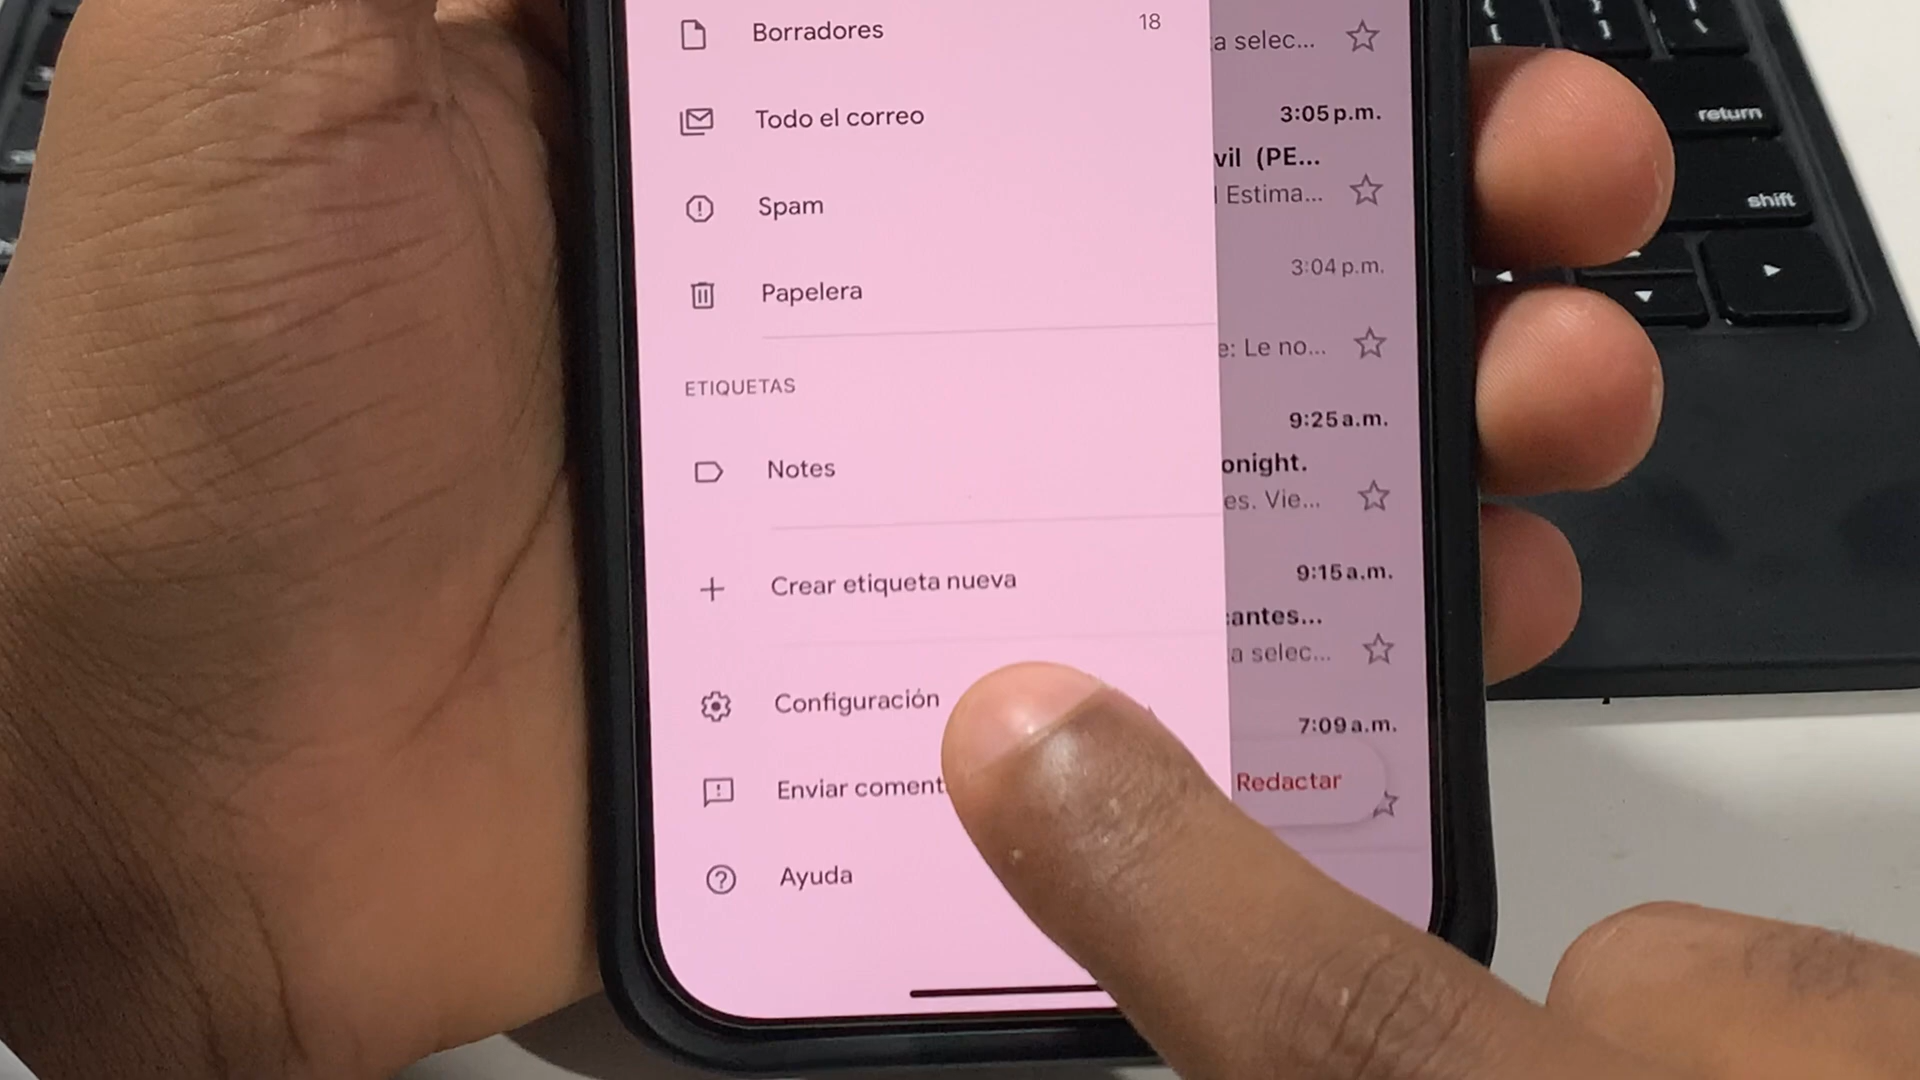 Borradores 18
Todo el correo
Spam
Papelera
ETIQUETAS
Notes
Crear etiqueta nueva
Configuración
Enviar coment
Ayuda
a selec...
3:05 p.m.
vil (PE...
Estima...
3:04 p.m.
e: Le no...
9:25 a.m.
onight.
es. Vie...
9:15 a.m.
antes...
a selec...
7:09 a.m.
Redactar
return
shift